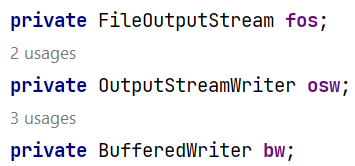 private FileOutputStream fos;
2 usages
private OutputStreamWriter osw;
3 usages
private BufferedWriter bw;